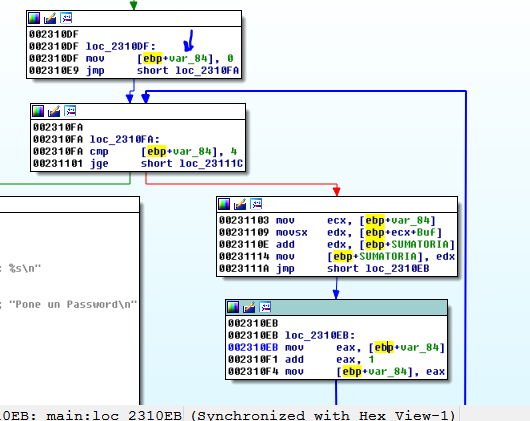 002310DF
002310DF loc_2310DF:
002310DF mov [ebp+var_84], 0
002310E9 jmp short loc_2310FA
002310FA
002310FA loc_2310FA:
002310FA cmp [ebp+var_84], 4
00231101 jge short loc_23111C
00231103 mov ecx, [ebp+var_84]
00231109 movsx edx, [ebp+ecx+Buf]
0023110E add edx, [ebp+SUMATORIA]
00231114 mov [ebp+SUMATORIA], edx
0023111A jmp short loc_2310EB
: %s\n"
; "Pone un Password\n"
002310EB
002310EB loc_2310EB:
002310EB mov eax, [ebp+var_84]
002310F1 add eax, 1
002310F4 mov [ebp+var_84], eax
10EB: main:loc_2310EB (Synchronized with Hex View-1)